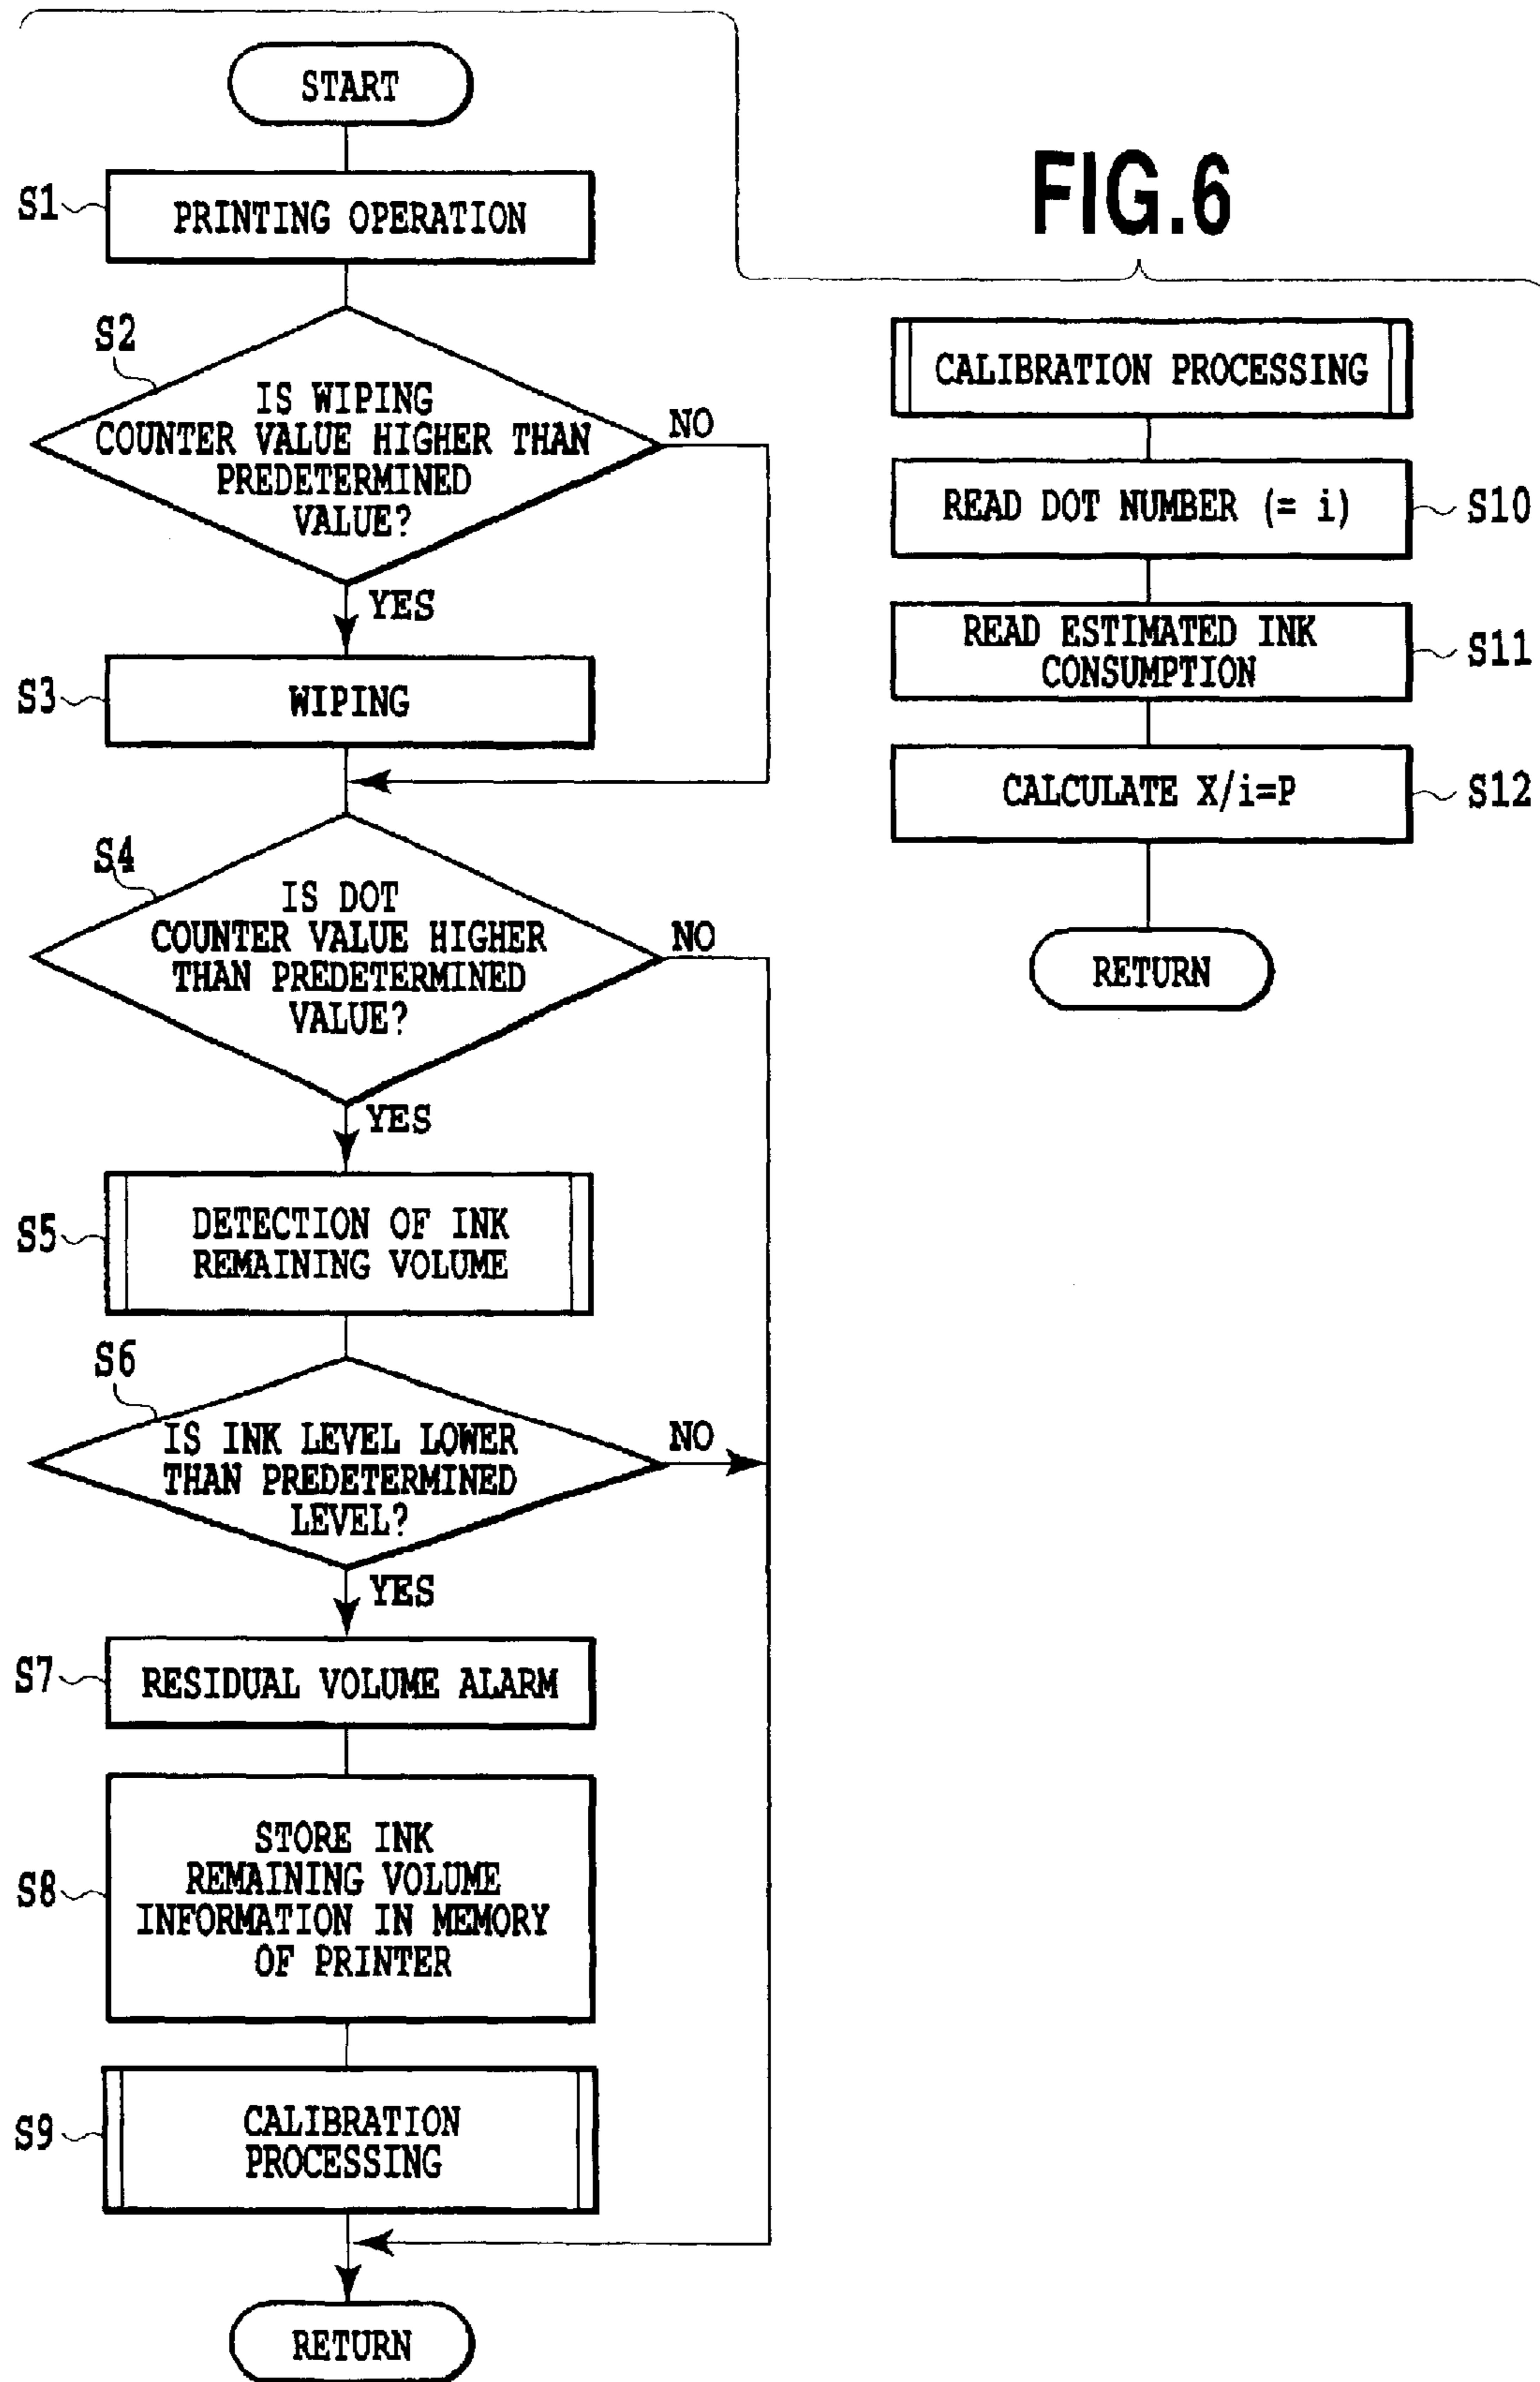 FIG.6
START
S1
PRINTING OPERATION
S2
IS WIPING
COUNTER VALUE HIGHER THAN
PREDETERMINED
VALUE?
NO
YES
S3
WIPING
S4
IS DOT
COUNTER VALUE HIGHER
THAN PREDETERMINED
VALUE?
NO
YES
S5
DETECTION OF INK
REMAINING VOLUME
S6
IS INK LEVEL LOWER
THAN PREDETERMINED
LEVEL?
NO
YES
S7
RESIDUAL VOLUME ALARM
S8
STORE INK
REMAINING VOLUME
INFORMATION IN MEMORY
OF PRINTER
S9
CALIBRATION
PROCESSING
RETURN
CALIBRATION PROCESSING
READ DOT NUMBER (= i)
S10
READ ESTIMATED INK
CONSUMPTION
S11
CALCULATE X/i=P
S12
RETURN